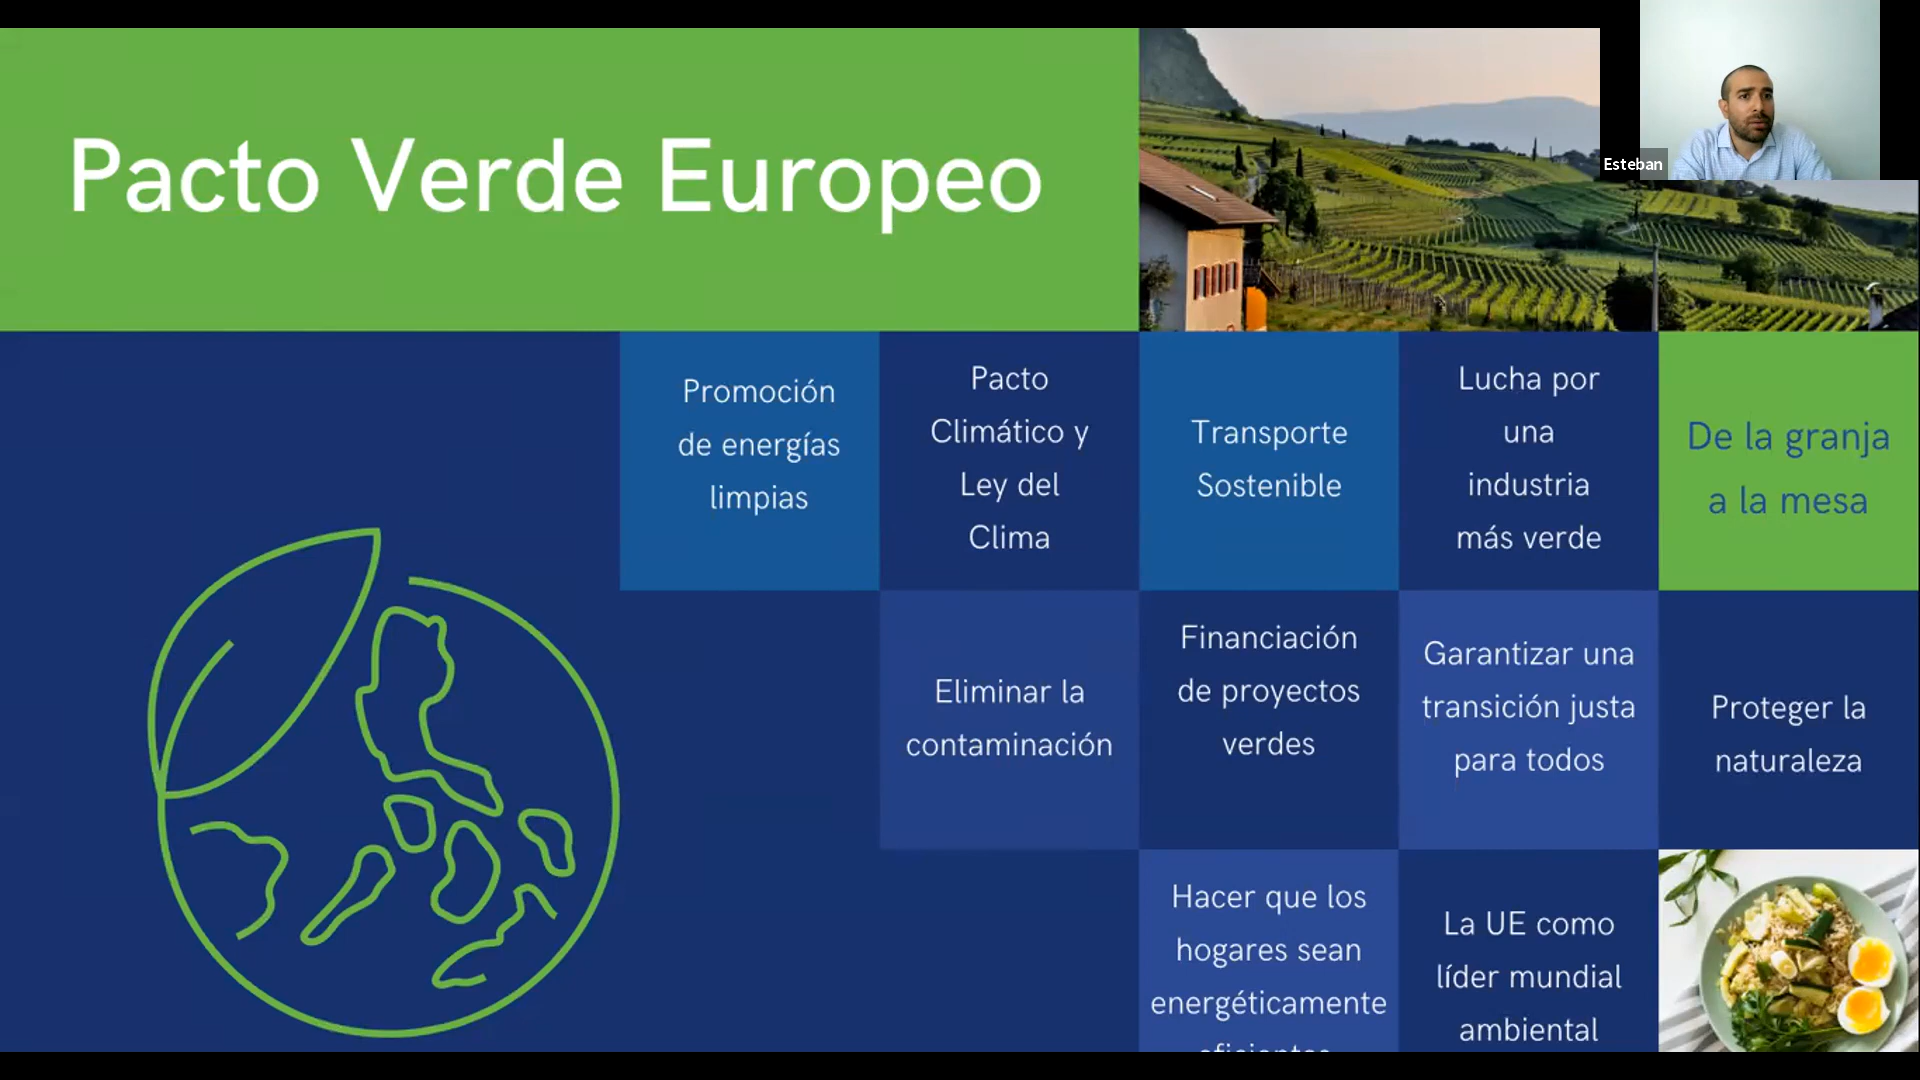 Pacto Verde Europeo
Esteban
Promoción
de energías
limpias
Pacto
Climático y
Ley del
Clima
Transporte
Sostenible
Lucha por
una
industria
más verde
De la granja
a la mesa
Eliminar la
contaminación
Financiación
de proyectos
verdes
Garantizar una
transición justa
para todos
Proteger la
naturaleza
Hacer que los
hogares sean
energéticamente
eficientes
La UE como
líder mundial
ambiental